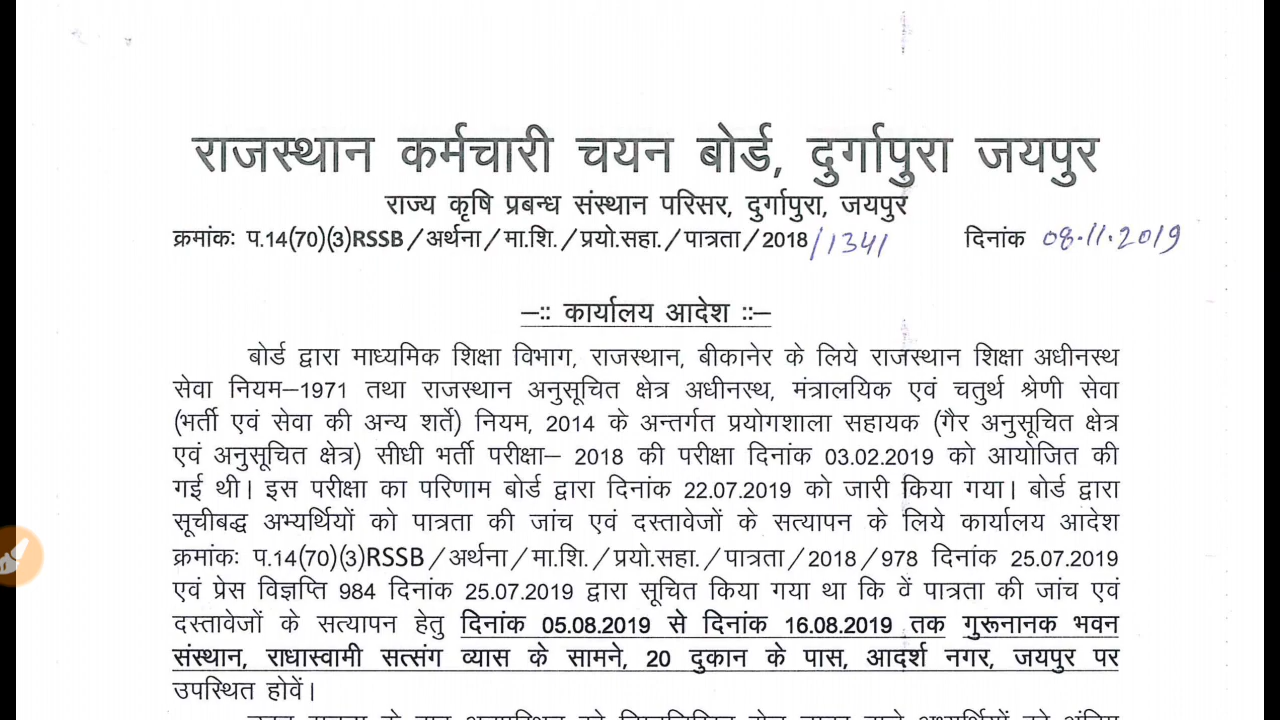 राजस्थान कर्मचारी चयन बोर्ड, दुर्गापुरा जयपुर
राज्य कृषि प्रबन्ध संस्थान परिसर, दुर्गापुरा, जयपुर
क्रमांकः प.14(70)(3)RSSB/अर्थना/मा.शि./प्रयो.सहा./पात्रता/2018/1341 दिनांक 08.11.2019
—:: कार्यालय आदेश ::—
बोर्ड द्वारा माध्यमिक शिक्षा विभाग, राजस्थान, बीकानेर के लिये राजस्थान शिक्षा अधीनस्थ
सेवा नियम—1971 तथा राजस्थान अनुसूचित क्षेत्र अधीनस्थ, मंत्रालयिक एवं चतुर्थ श्रेणी सेवा
(भर्ती एवं सेवा की अन्य शर्ते) नियम, 2014 के अन्तर्गत प्रयोगशाला सहायक (गैर अनुसूचित क्षेत्र
एवं अनुसूचित क्षेत्र) सीधी भर्ती परीक्षा— 2018 की परीक्षा दिनांक 03.02.2019 को आयोजित की
गई थी। इस परीक्षा का परिणाम बोर्ड द्वारा दिनांक 22.07.2019 को जारी किया गया। बोर्ड द्वारा
सूचीबद्ध अभ्यर्थियों को पात्रता की जांच एवं दस्तावेजों के सत्यापन के लिये कार्यालय आदेश
क्रमांकः प.14(70)(3)RSSB/अर्थना/मा.शि./प्रयो.सहा./पात्रता/2018/978 दिनांक 25.07.2019
एवं प्रेस विज्ञप्ति 984 दिनांक 25.07.2019 द्वारा सूचित किया गया था कि वें पात्रता की जांच एवं
दस्तावेजों के सत्यापन हेतु दिनांक 05.08.2019 से दिनांक 16.08.2019 तक गुरूनानक भवन
संस्थान, राधास्वामी सत्संग व्यास के सामने, 20 दुकान के पास, आदर्श नगर, जयपुर पर
उपस्थित होवें।